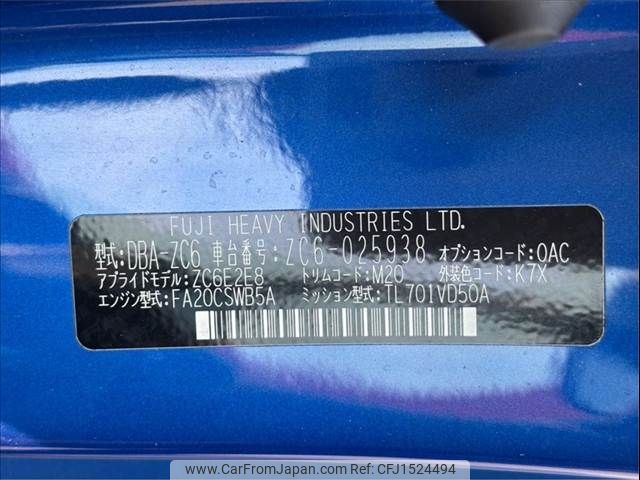 FUJI HEAVY INDUSTRIES LTD.
型式:DBA-ZC6 車台番号:ZC6-025938 オプションコード:OAC
アプライドモデル:ZC6E2E8 トリムコード:M20 外装色コード:K7X
エンジン型式:FA20CSWB5A ミッション型式:TL701VD50A
www.CarFromJapan.com | ID: CFJ1524494